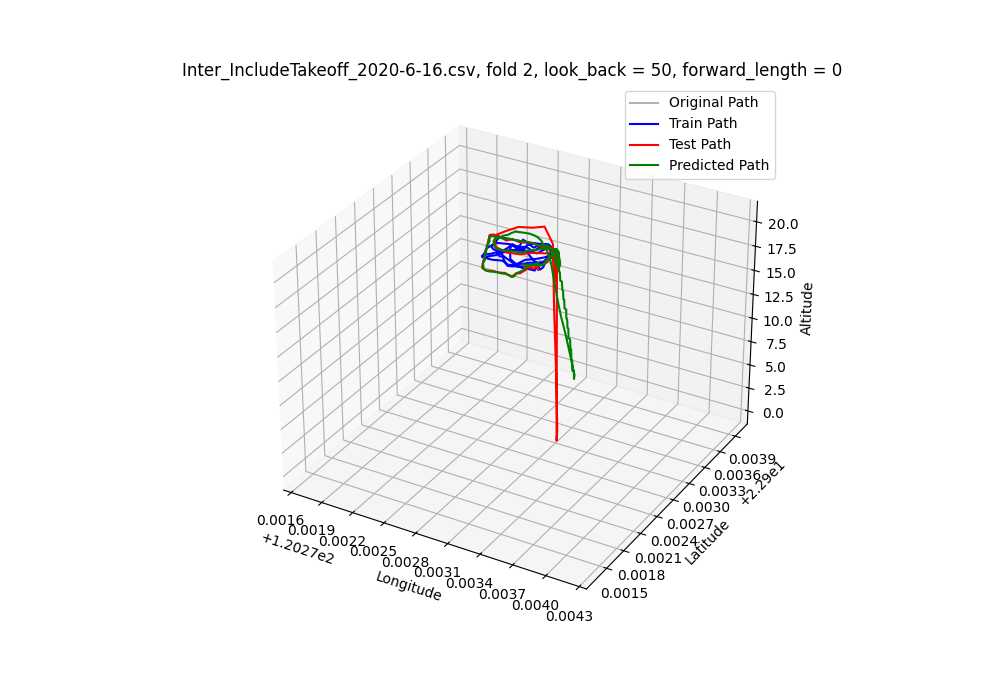 Inter_IncludeTakeoff_2020-6-16.csv, fold 2, look_back = 50, forward_length = 0
Original Path
Train Path
Test Path
Predicted Path
20.0
17.5
15.0
12.5
10.0
7.5
5.0
2.5
0.0
Altitude
0.0039
0.0036
0.0033
0.0030
0.0027
0.0024
0.0021
0.0018
0.0015
+2.29e1
Latitude
0.0016
0.0019
0.0022
0.0025
0.0028
0.0031
0.0034
0.0037
0.0040
0.0043
+1.2027e2
Longitude